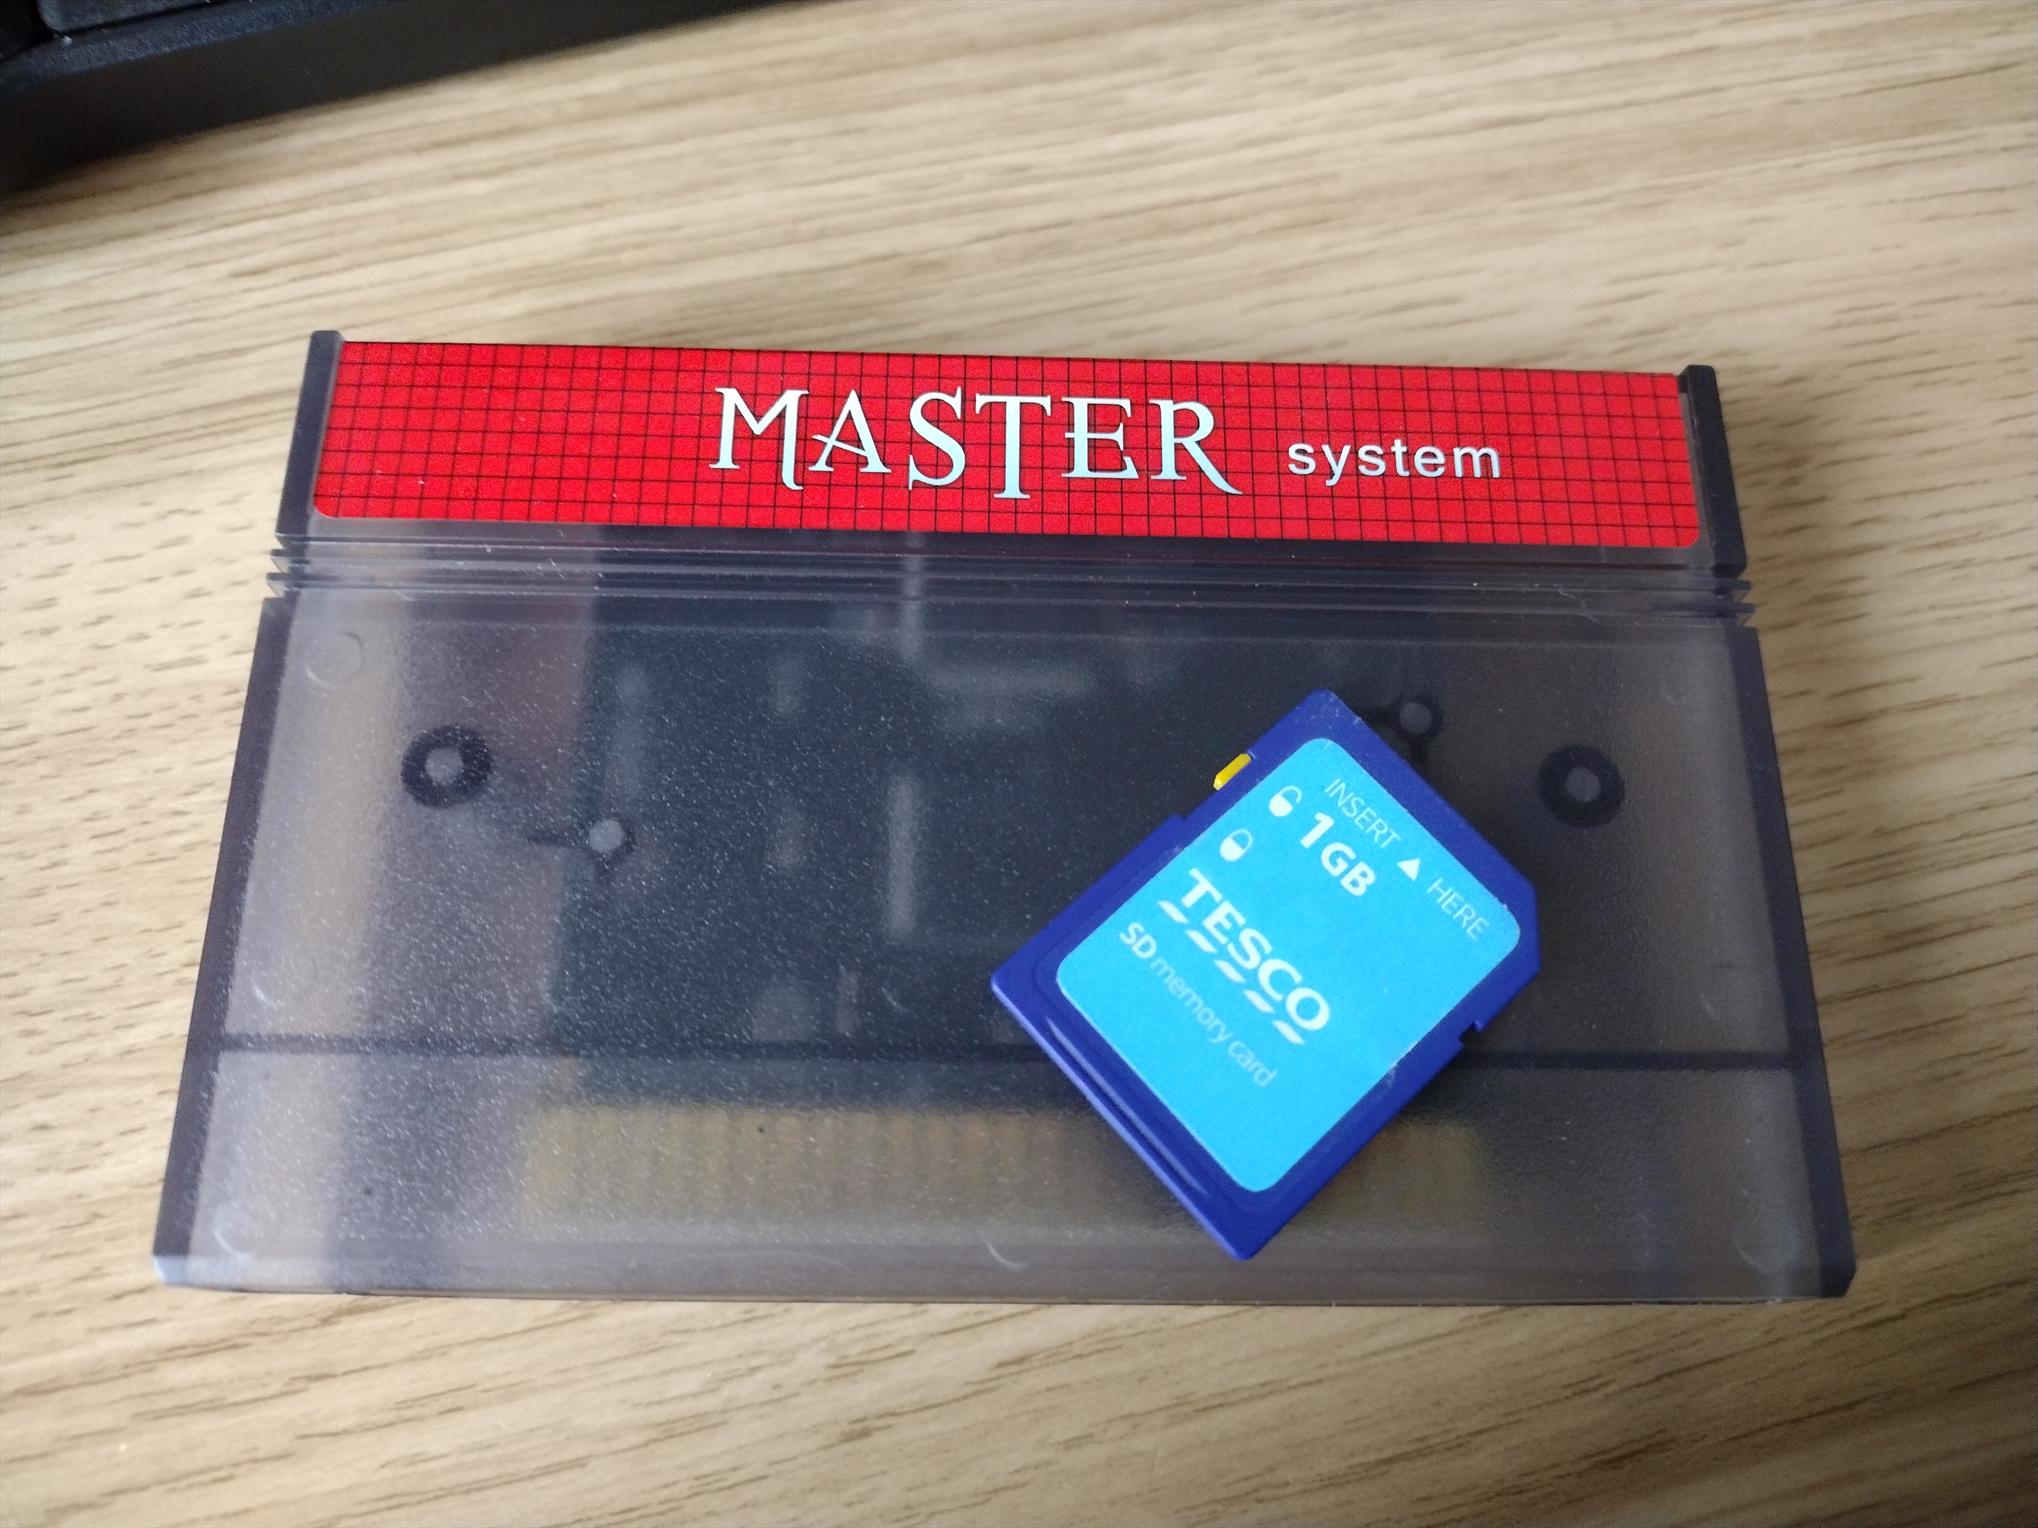 MASTER system
INSERT ▲ HERE
1GB
TESCO
SD memory card